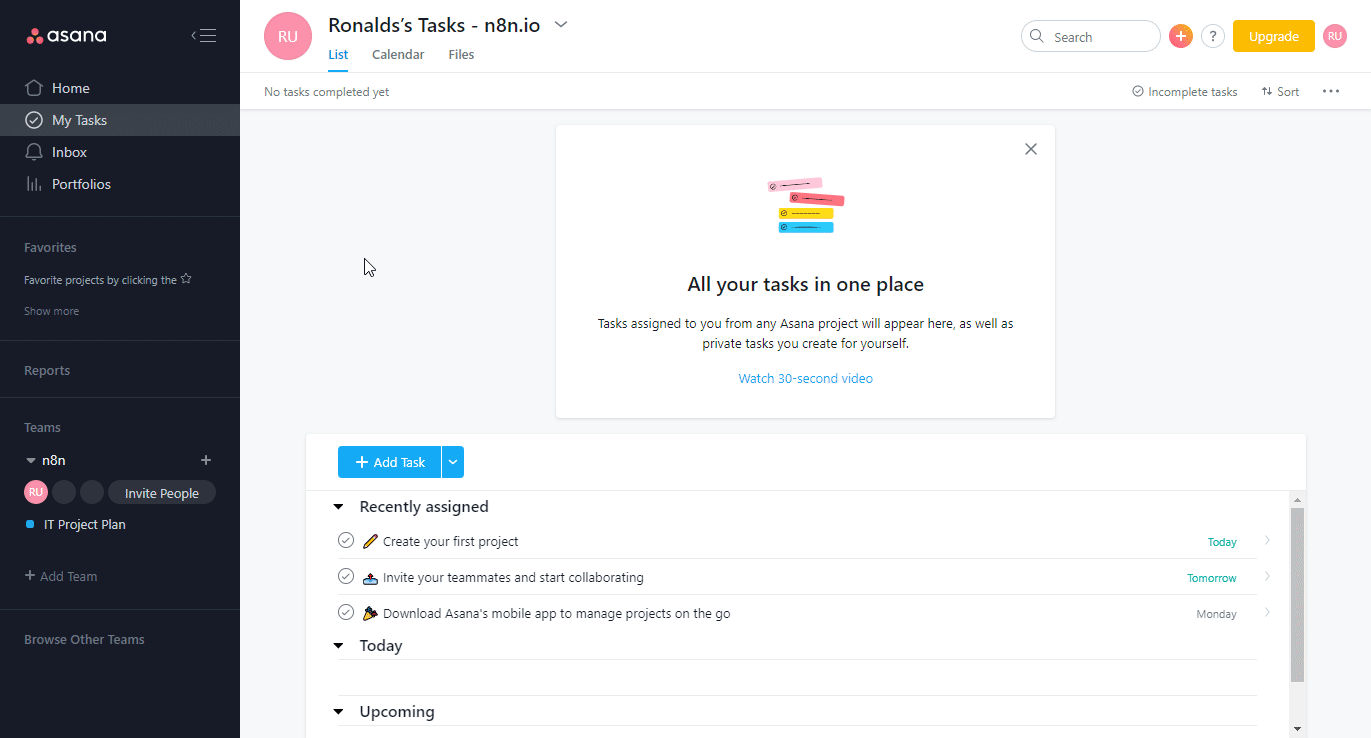 asana
Home
My Tasks
Inbox
Portfolios
Favorites
Favorite projects by clicking the
Show more
Reports
Teams
n8n
+
RU
Invite People
IT Project Plan
+ Add Team
Browse Other Teams
RU
Ronalds’s Tasks - n8n.io
List
Calendar
Files
Search
+
?
Upgrade
RU
No tasks completed yet
Incomplete tasks
Sort
All your tasks in one place
Tasks assigned to you from any Asana project will appear here, as well as
private tasks you create for yourself.
Watch 30-second video
+ Add Task
Recently assigned
Create your first project
Today
Invite your teammates and start collaborating
Tomorrow
Download Asana's mobile app to manage projects on the go
Monday
Today
Upcoming